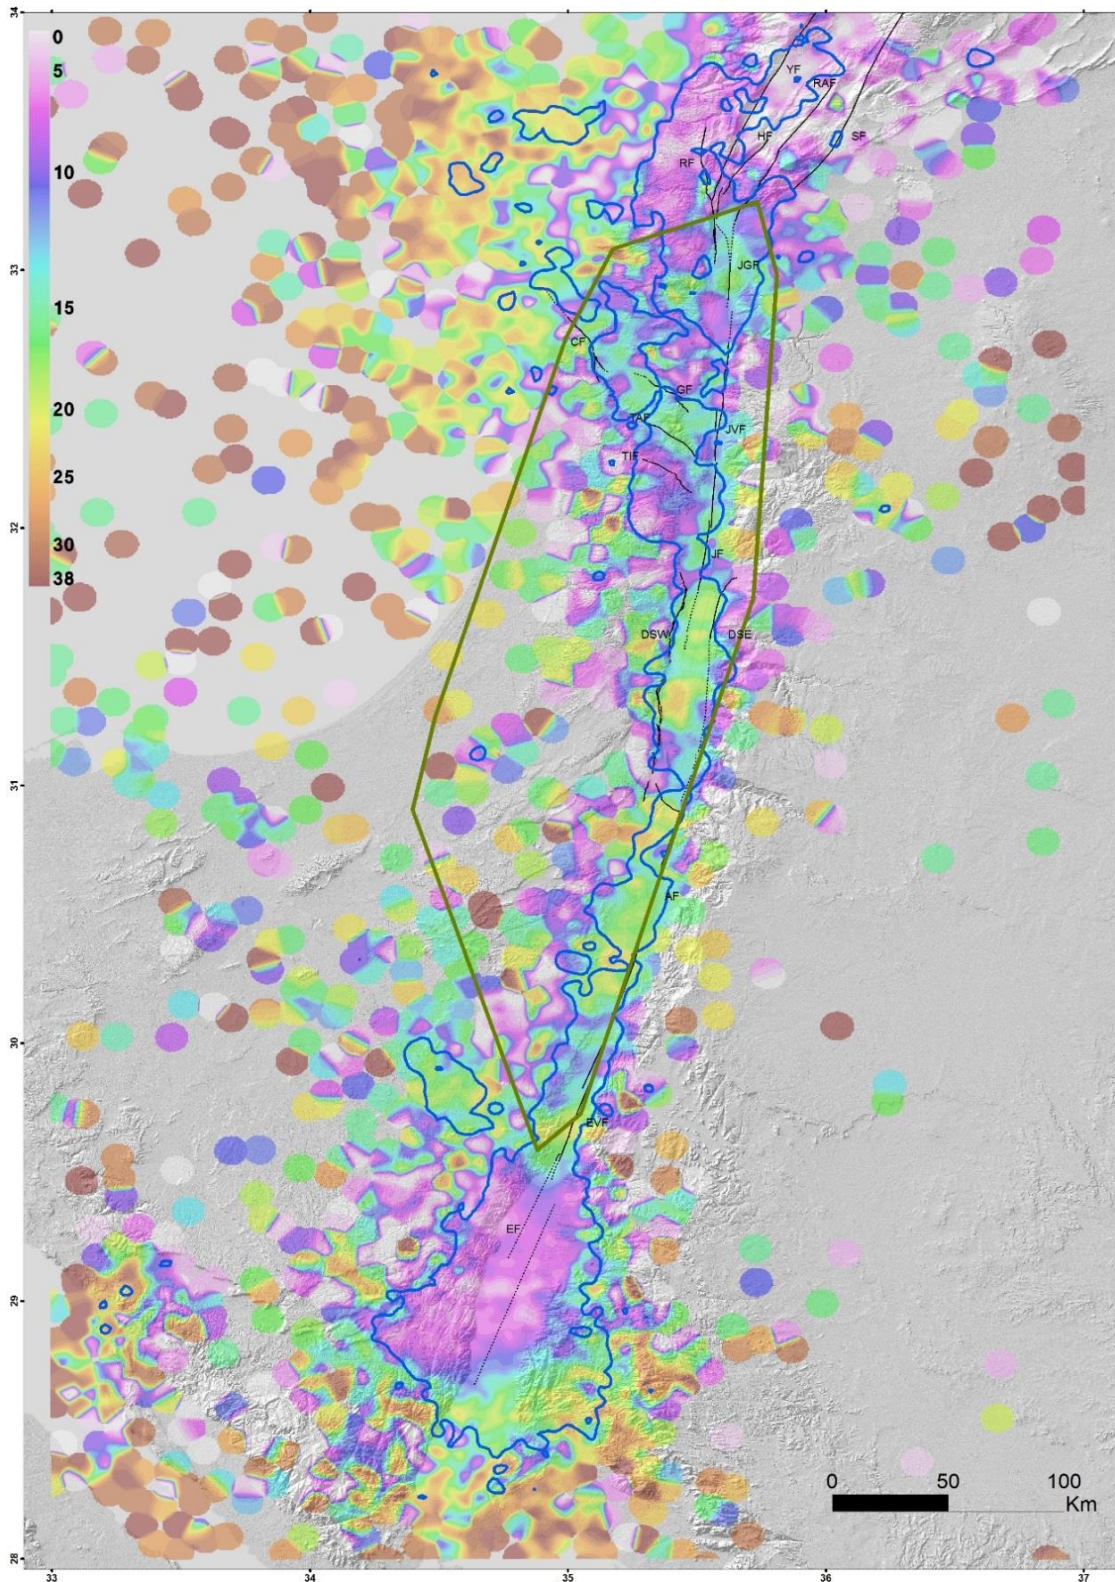 34
0
5
10
15
20
25
30
38
YF
RAF
HF
SF
RF
33
JGF
CF
GF
TAF
JVF
TIF
32
JF
DSW
DSE
31
AF
30
EVF
EF
29
0 50 100
Km
28
33 34 35 36 37